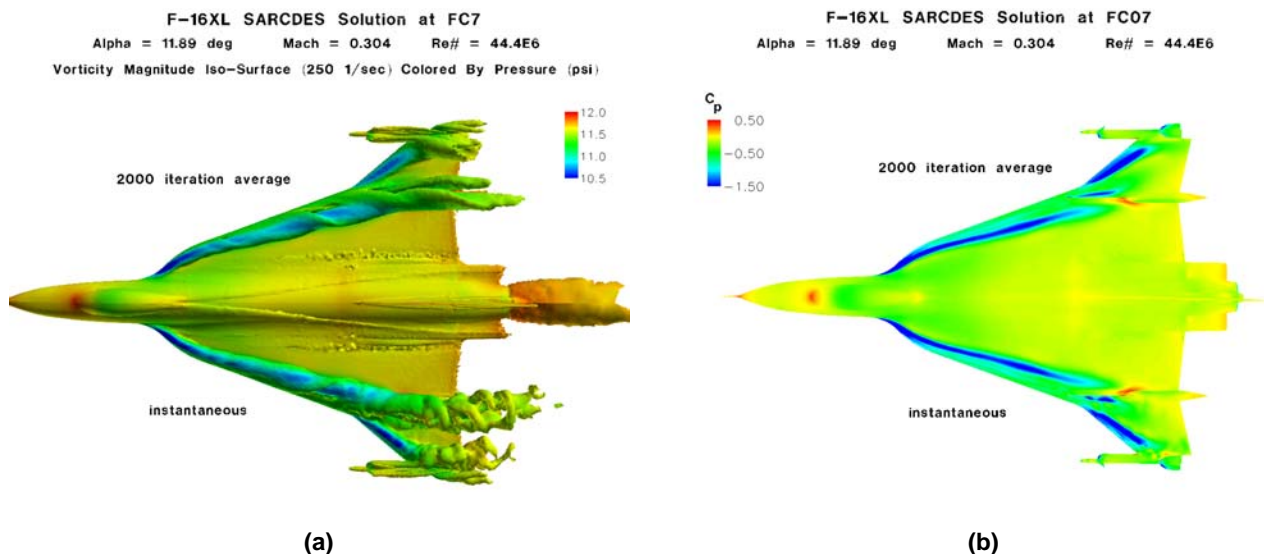 F-16XL SARCDES Solution at FC7
Alpha = 11.89 deg Mach = 0.304 Re# = 44.4E6
Vorticity Magnitude Iso-Surface (250 1/sec) Colored By Pressure (psi)
12.0
11.5
11.0
10.5
2000 iteration average
instantaneous
(a)
F-16XL SARCDES Solution at FC07
Alpha = 11.89 deg Mach = 0.304 Re# = 44.4E6
Cp
0.50
-0.50
-1.50
2000 iteration average
instantaneous
(b)